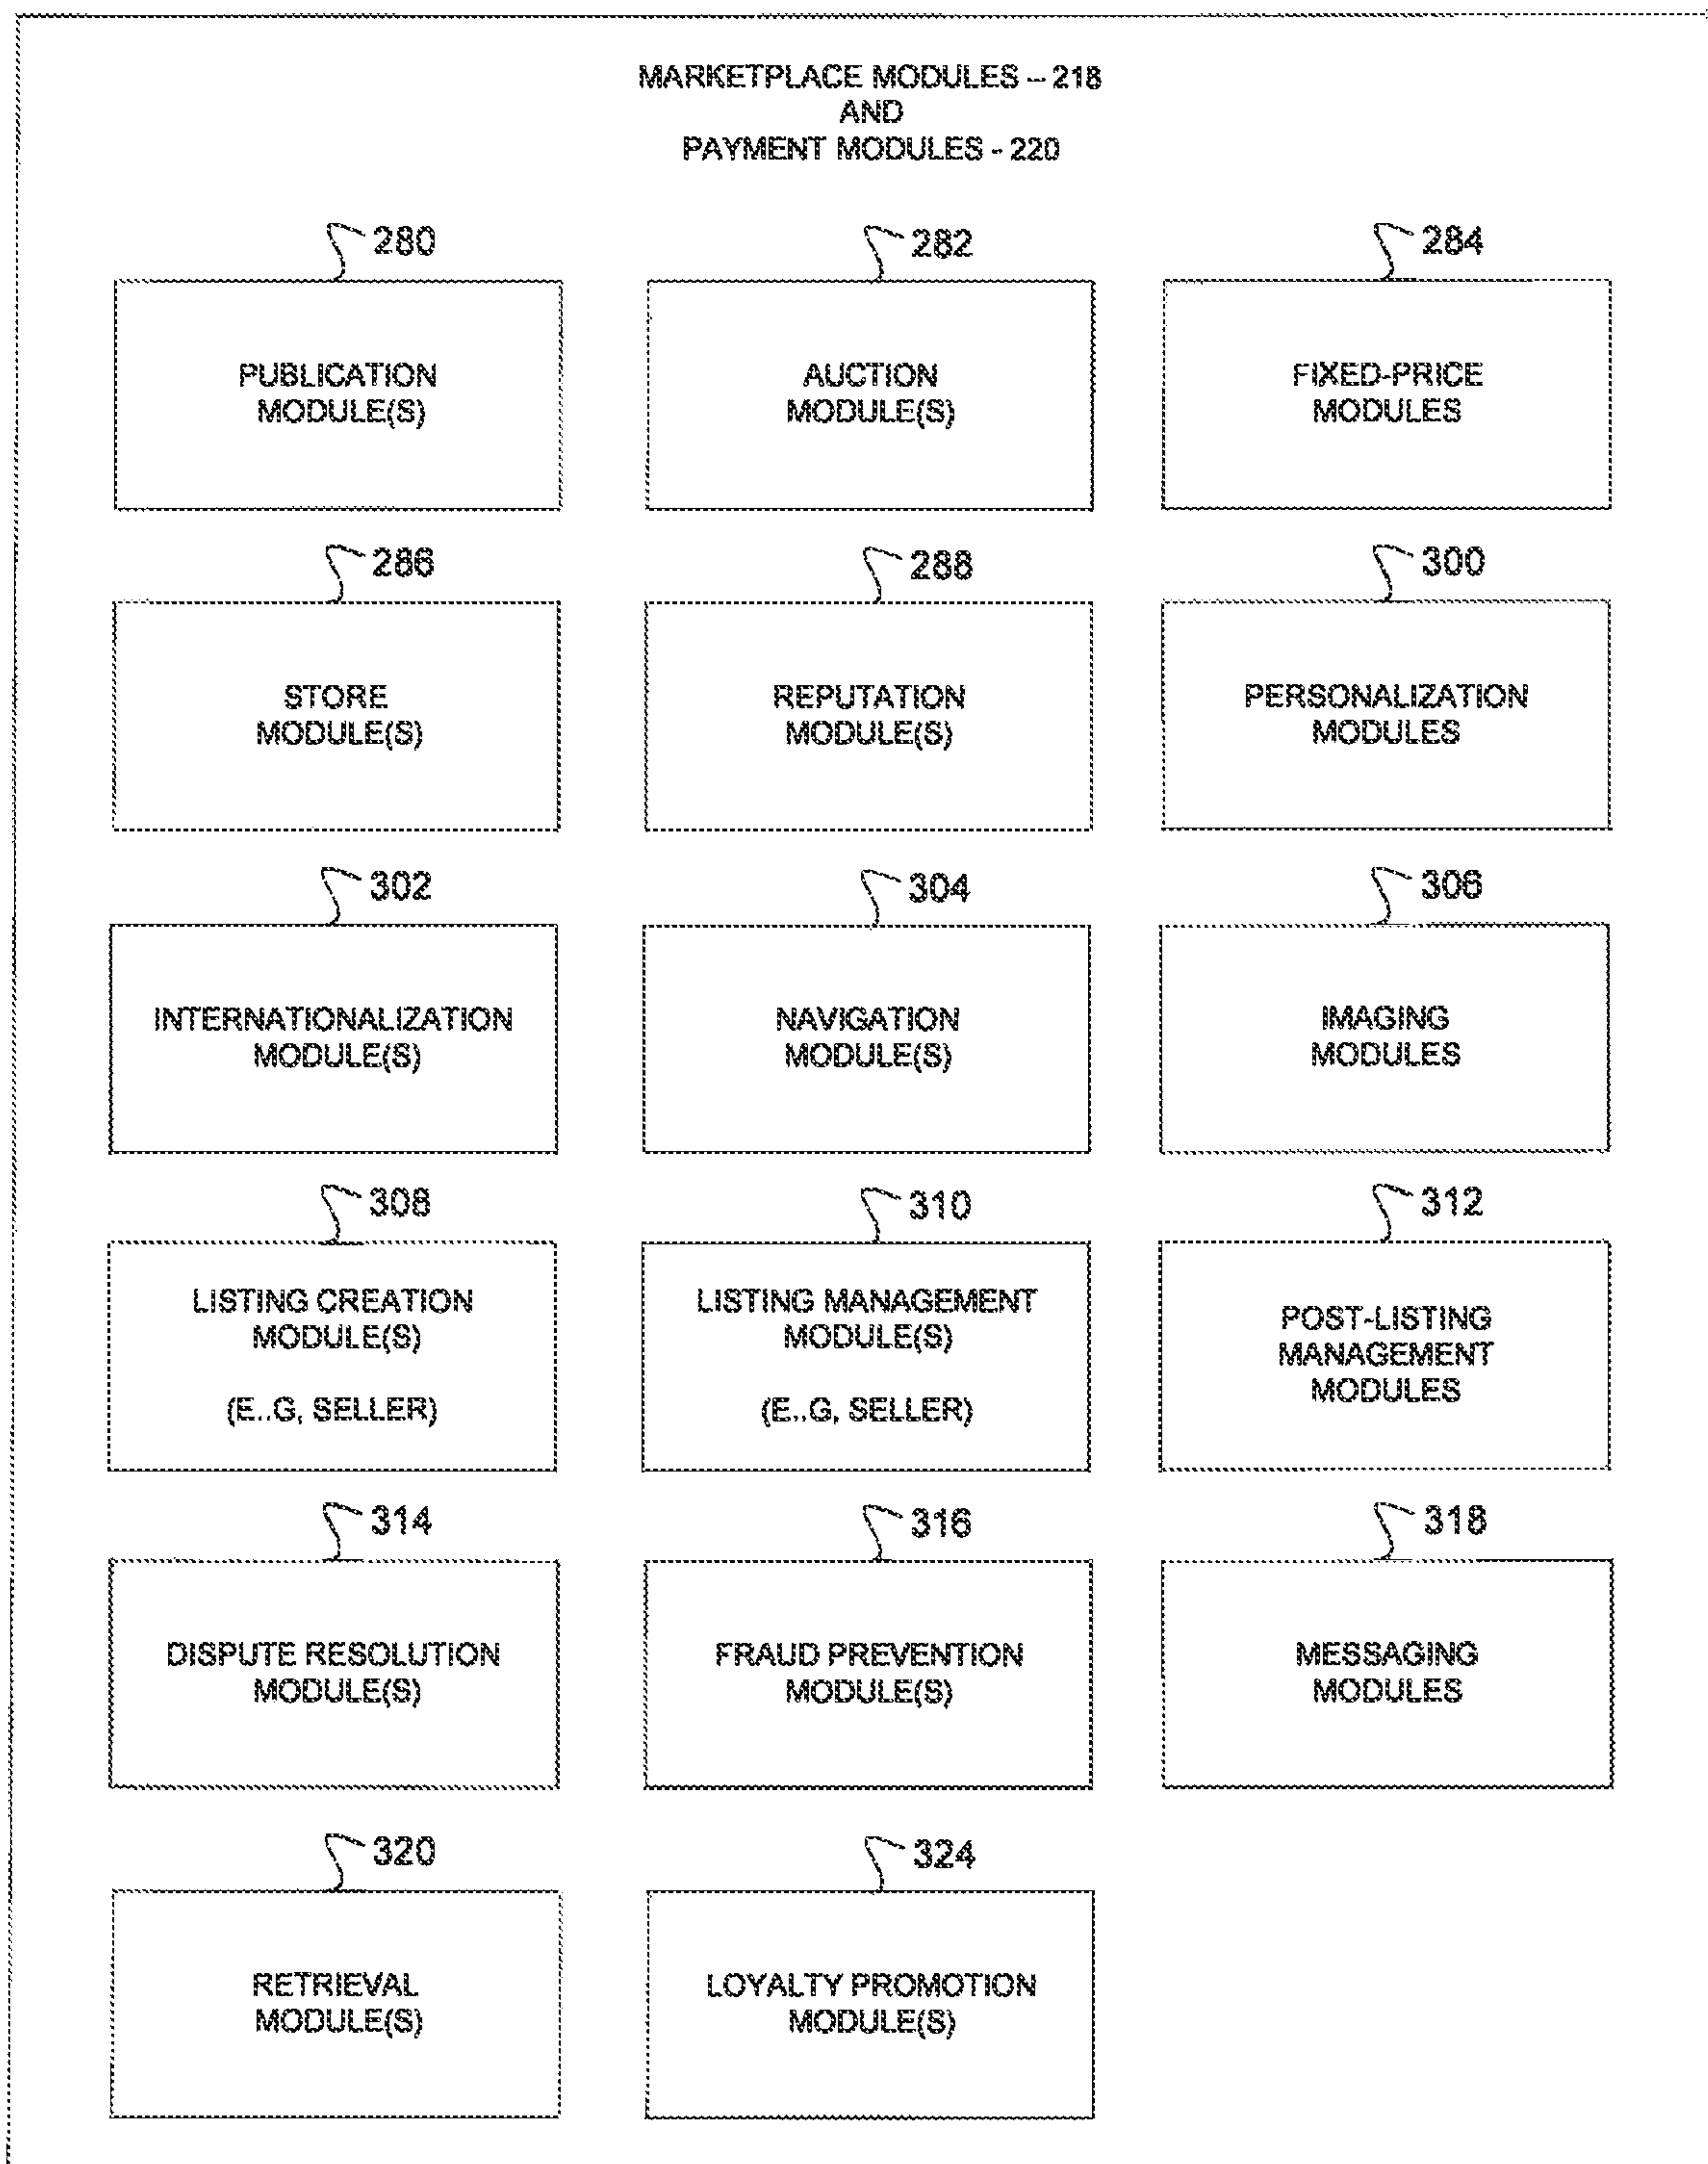 MARKETPLACE MODULES -- 218
AND
PAYMENT MODULES - 220
280
282
284
PUBLICATION
MODULE(S)
AUCTION
MODULE(S)
FIXED-PRICE
MODULES
286
288
300
STORE
MODULE(S)
REPUTATION
MODULE(S)
PERSONALIZATION
MODULES
302
304
306
INTERNATIONALIZATION
MODULE(S)
NAVIGATION
MODULE(S)
IMAGING
MODULES
308
310
312
LISTING CREATION
MODULE(S)
(E..G, SELLER)
LISTING MANAGEMENT
MODULE(S)
(E..G, SELLER)
POST-LISTING
MANAGEMENT
MODULES
314
316
318
DISPUTE RESOLUTION
MODULE(S)
FRAUD PREVENTION
MODULE(S)
MESSAGING
MODULES
320
324
RETRIEVAL
MODULE(S)
LOYALTY PROMOTION
MODULE(S)